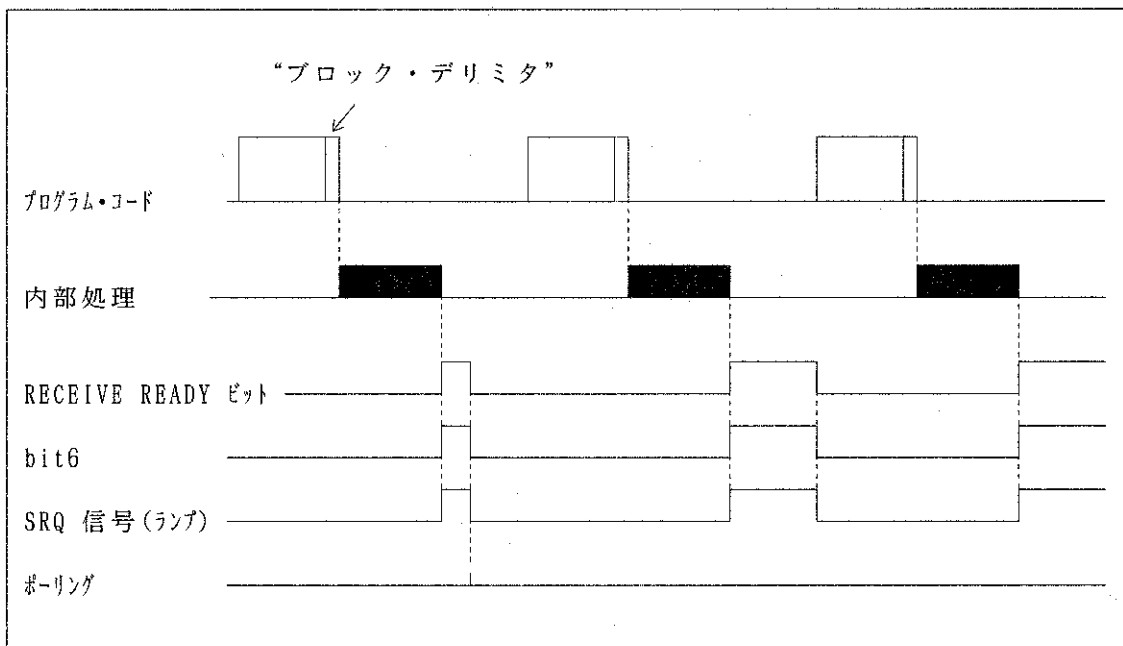 “ブロック・デリミタ”
プログラム・コード
内部処理
RECEIVE READY ビット
bit6
SRQ 信号(ランプ)
ポーリング